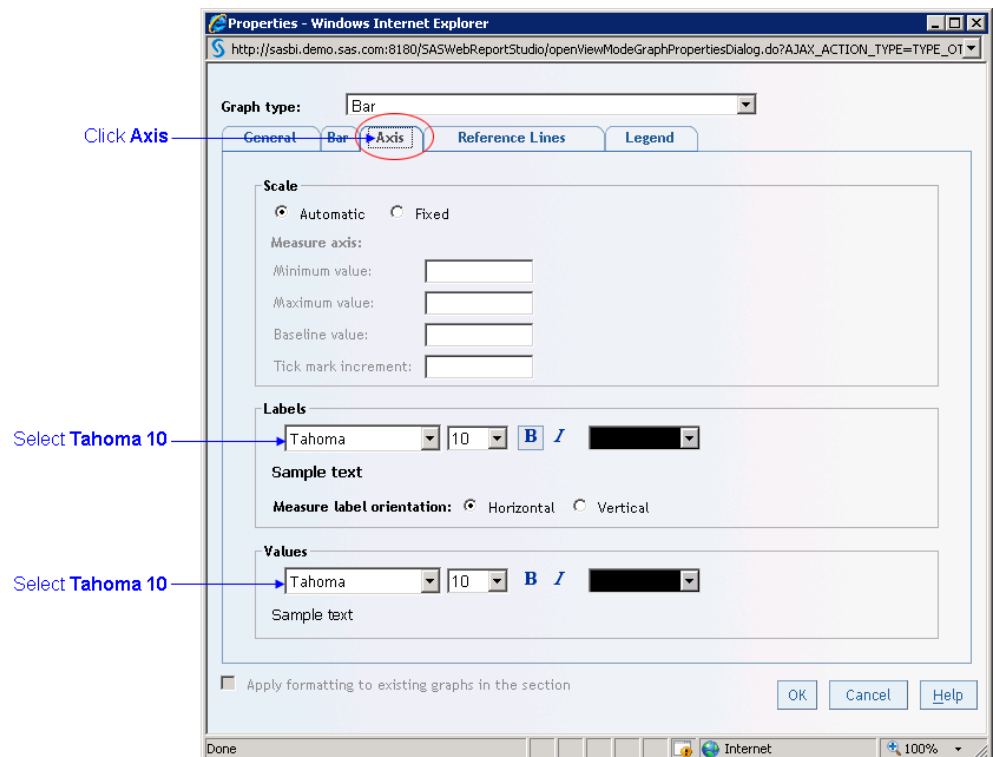 Properties - Windows Internet Explorer
http://sasbi.demo.sas.com:8180/SASWebReportStudio/openViewModeGraphPropertiesDialog.do?AJAX_ACTION_TYPE=TYPE_OT
Graph type: Bar
Click Axis
General Bar Axis Reference Lines Legend
Scale
Automatic Fixed
Measure axis:
Minimum value:
Maximum value:
Baseline value:
Tick mark increment:
Labels
Select Tahoma 10
Tahoma 10 B I
Sample text
Measure label orientation: Horizontal Vertical
Values
Select Tahoma 10
Tahoma 10 B I
Sample text
Apply formatting to existing graphs in the section
OK Cancel Help
Done Internet 100%